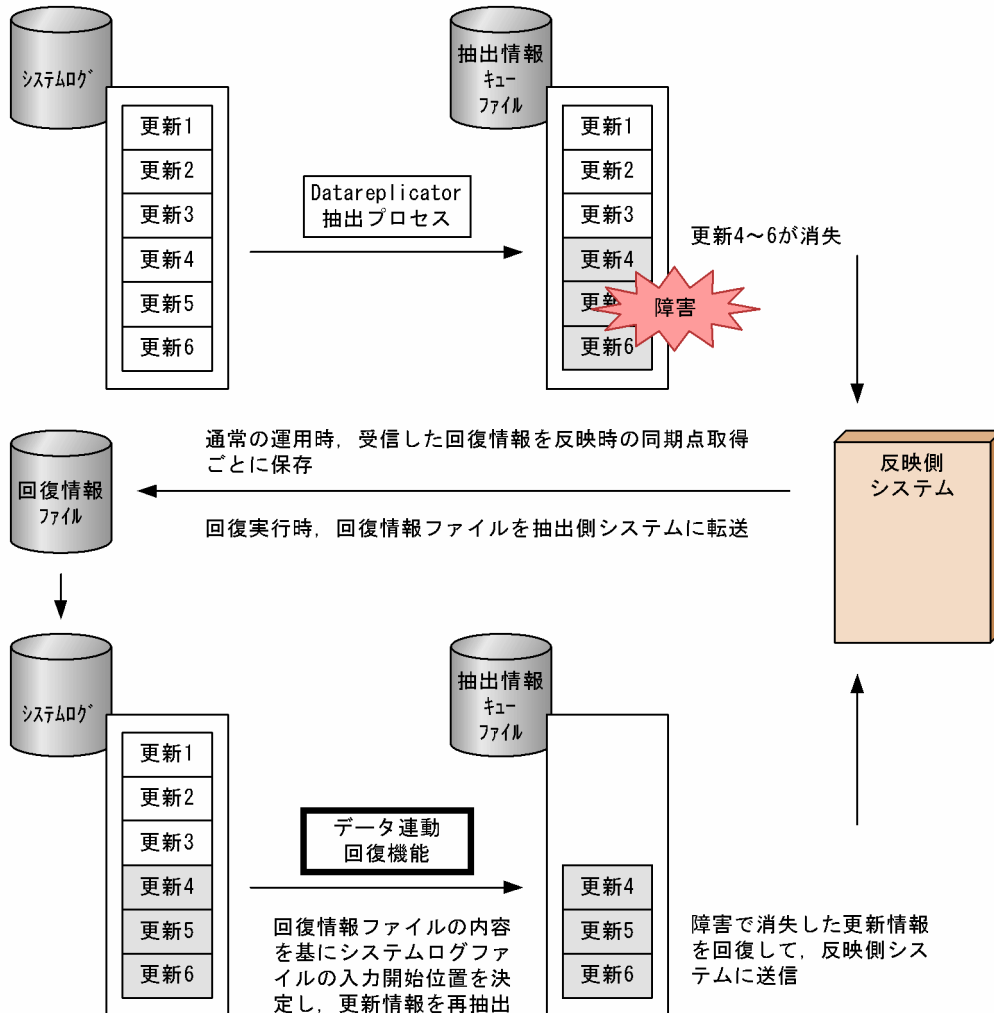 システムログ
抽出情報
キュー
ファイル
更新1
更新2
更新3
更新4
更新5
更新6
Datareplicator
抽出プロセス
更新1
更新2
更新3
更新4
更
障害
更新6
更新4～6が消失
通常の運用時，受信した回復情報を反映時の同期点取得
ごとに保存
回復情報
ファイル
回復実行時，回復情報ファイルを抽出側システムに転送
反映側
システム
システムログ
抽出情報
キュー
ファイル
更新1
更新2
更新3
更新4
更新5
更新6
データ連動
回復機能
回復情報ファイルの内容
を基にシステムログファ
イルの入力開始位置を決
定し，更新情報を再抽出
更新4
更新5
更新6
障害で消失した更新情報
を回復して，反映側シス
テムに送信